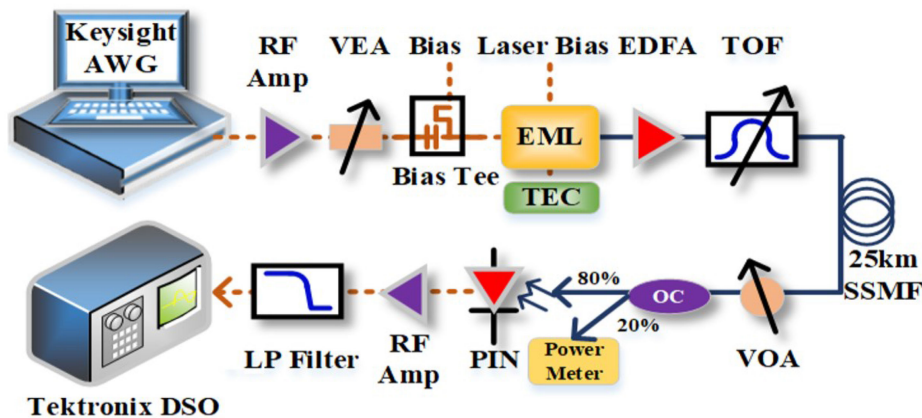 Keysight
AWG
RF
Amp
VEA
Bias
Laser Bias
EDFA
TOF
Bias Tee
EML
TEC
25km
SSMF
80%
OC
20%
VOA
Power
Meter
PIN
RF
Amp
LP Filter
Tektronix DSO